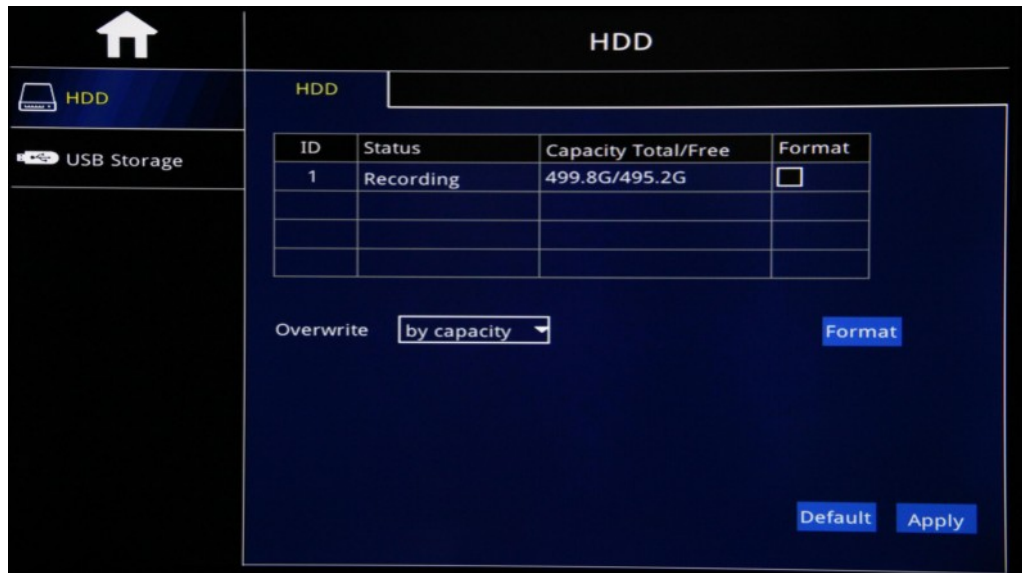 HDD
HDD
USB Storage
HDD
ID Status Capacity Total/Free Format
1 Recording 499.8G/495.2G
Overwrite by capacity Format
Default Apply